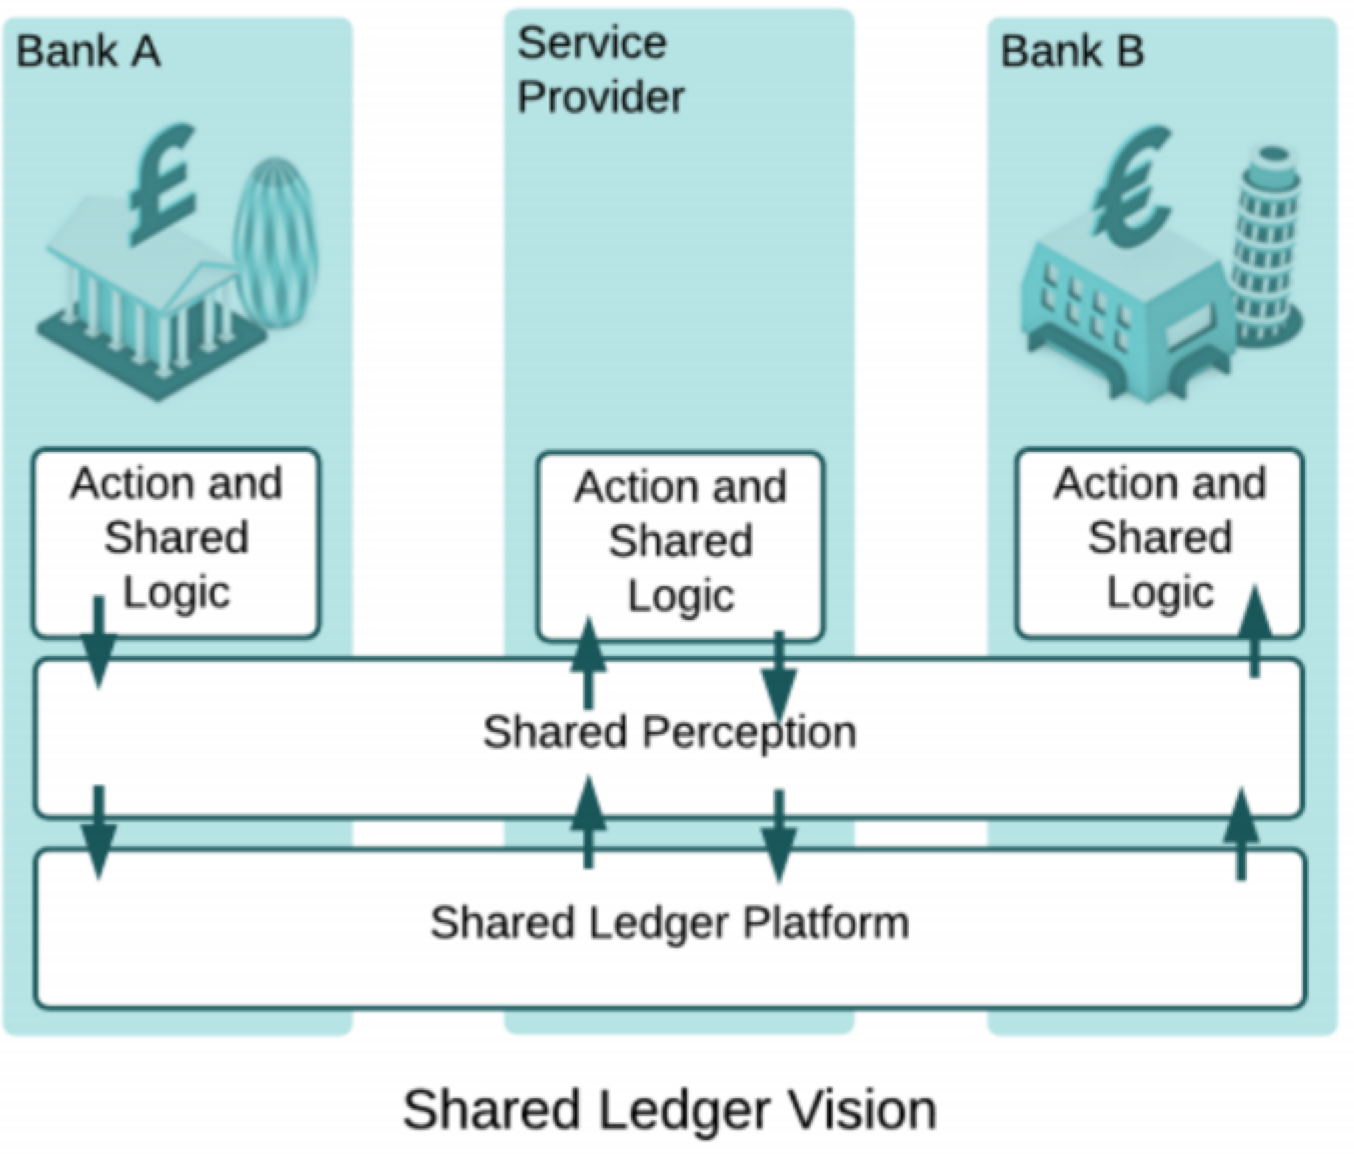 Bank A
Service
Provider
Bank B
£
€
Action and
Shared
Logic
Action and
Shared
Logic
Action and
Shared
Logic
Shared Perception
Shared Ledger Platform
Shared Ledger Vision